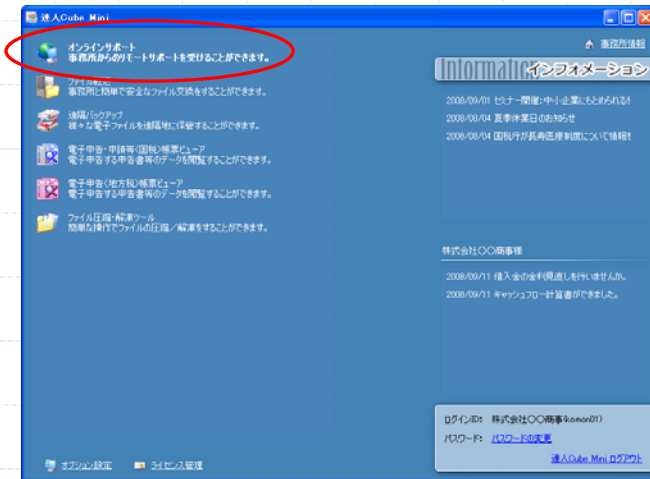 達人Cube Mini
オンラインサポート
事務所からのリモートサポートを受けることができます。
事務所と簡単で安全なファイル交換をすることができます。
遠隔バックアップ
様々な電子ファイルを遠隔地に保管することができます。
電子申告・申請等(国税)帳票ビューア
電子申告する申告書等のデータを閲覧することができます。
電子申告(地方税)帳票ビューア
電子申告する申告書等のデータを閲覧することができます。
ファイル圧縮・解凍ツール
簡単な操作でファイルの圧縮/解凍をすることができます。
オプション設定
ライセンス管理
事務所情報
インフォメーション
2008/09/01 セミナー開催:中小企業にもとめられるｲ
2008/08/04 夏季休業日のお知らせ
2008/08/04 国税庁が長寿医療制度について情報
株式会社〇〇商事様
2008/09/11 借入金の金利見直しを行いませんか。
2008/09/11 キャッシュフロー計算書ができました。
ログインID: 株式会社〇〇商事(komon01)
パスワード: パスワードの変更
達人Cube Mini ログアウト